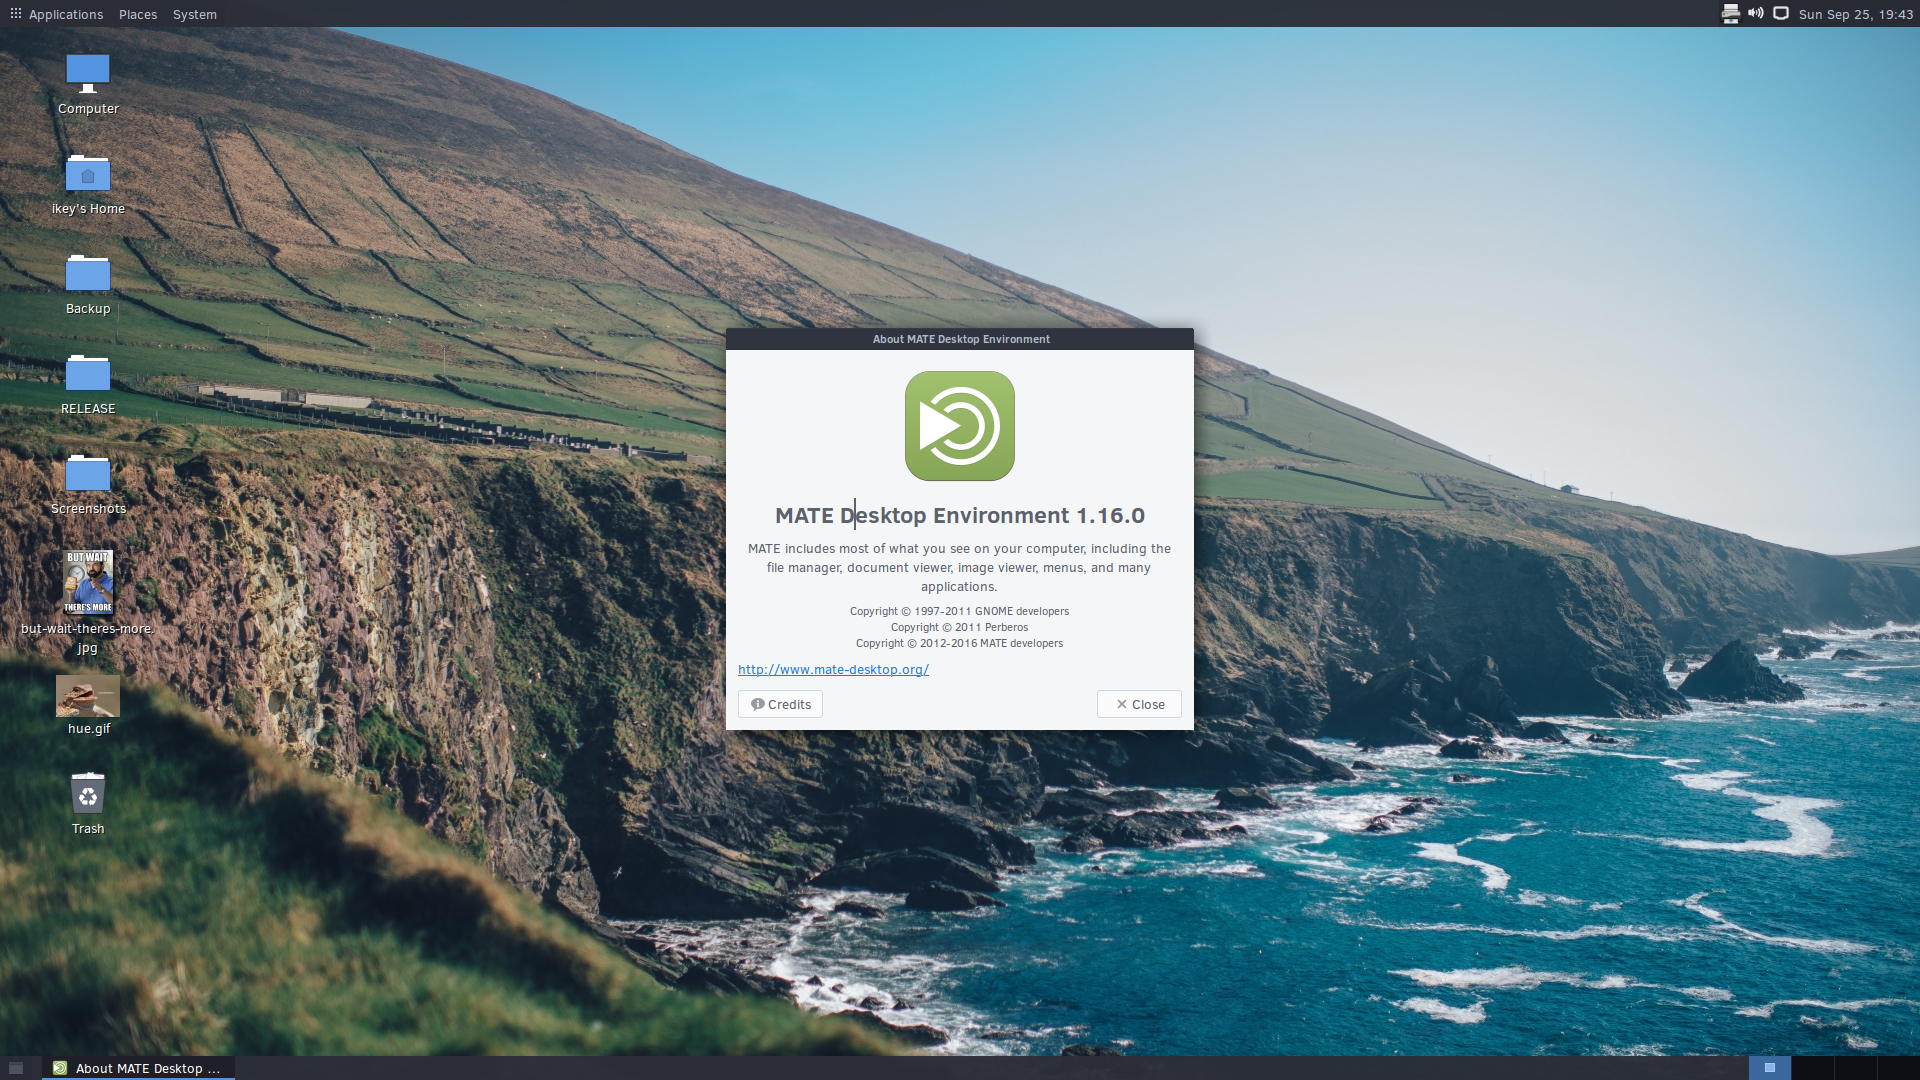 Applications Places System
Sun Sep 25, 19:43
Computer
ikey's Home
Backup
RELEASE
Screenshots
BUT WAIT
THERE'S MORE
but-wait-theres-more.
jpg
hue.gif
Trash
About MATE Desktop Environment
MATE Desktop Environment 1.16.0
MATE includes most of what you see on your computer, including the
file manager, document viewer, image viewer, menus, and many
applications.
Copyright © 1997-2011 GNOME developers
Copyright © 2011 Perberos
Copyright © 2012-2016 MATE developers
http://www.mate-desktop.org/
Credits
Close
About MATE Desktop ...